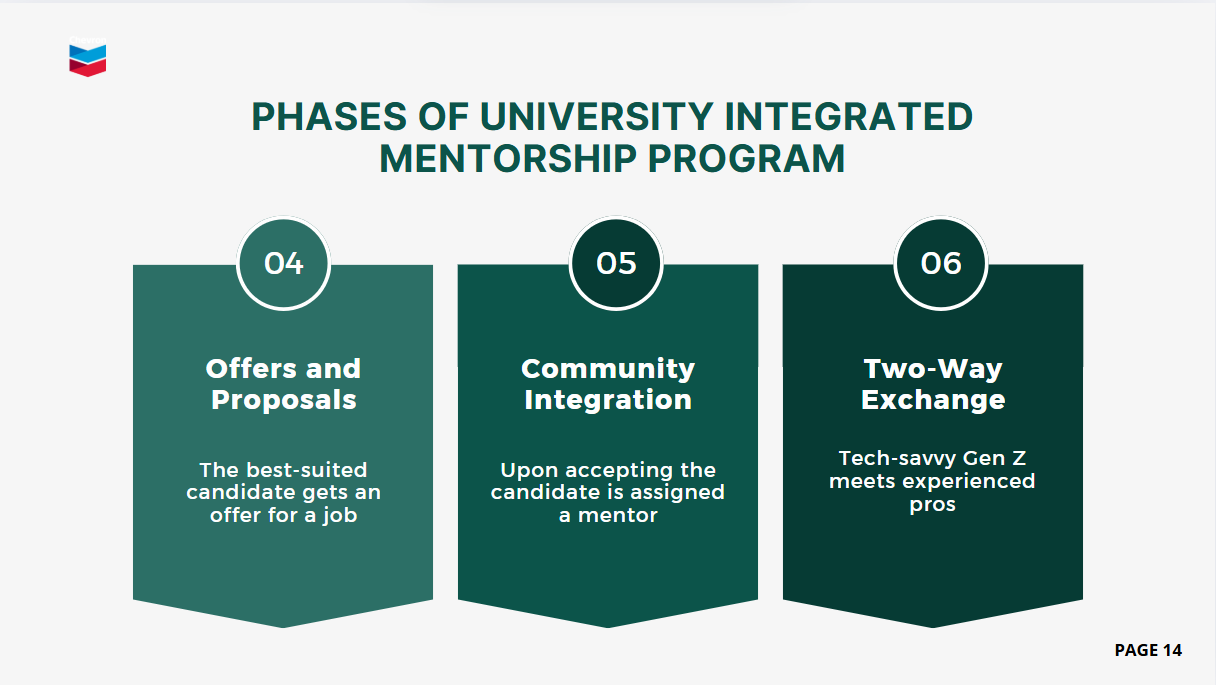 PHASES OF UNIVERSITY INTEGRATED
MENTORSHIP PROGRAM
04
Offers and
Proposals
The best-suited
candidate gets an
offer for a job
05
Community
Integration
Upon accepting the
candidate is assigned
a mentor
06
Two-Way
Exchange
Tech-savvy Gen Z
meets experienced
pros
PAGE 14